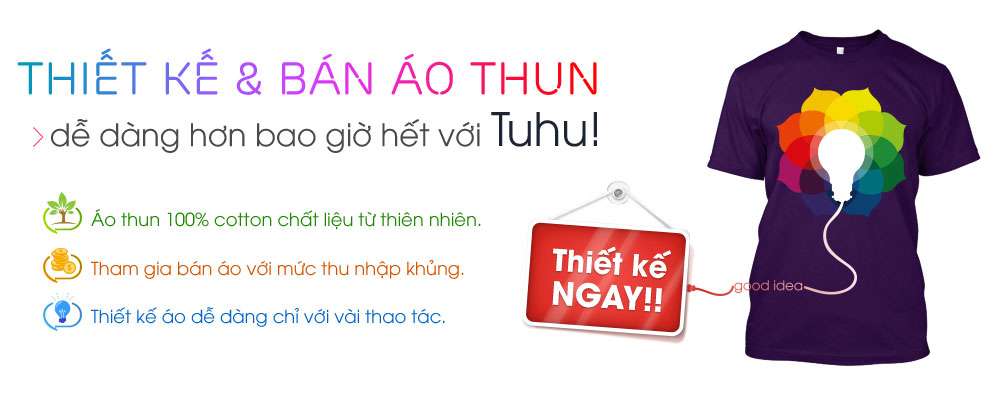 THIẾT KẾ & BÁN ÁO THUN
dễ dàng hơn bao giờ hết với Tuhu!
Áo thun 100% cotton chất liệu từ thiên nhiên.
Tham gia bán áo với mức thu nhập khủng.
Thiết kế áo dễ dàng chỉ với vài thao tác.
Thiết kế
NGAY!!
good idea